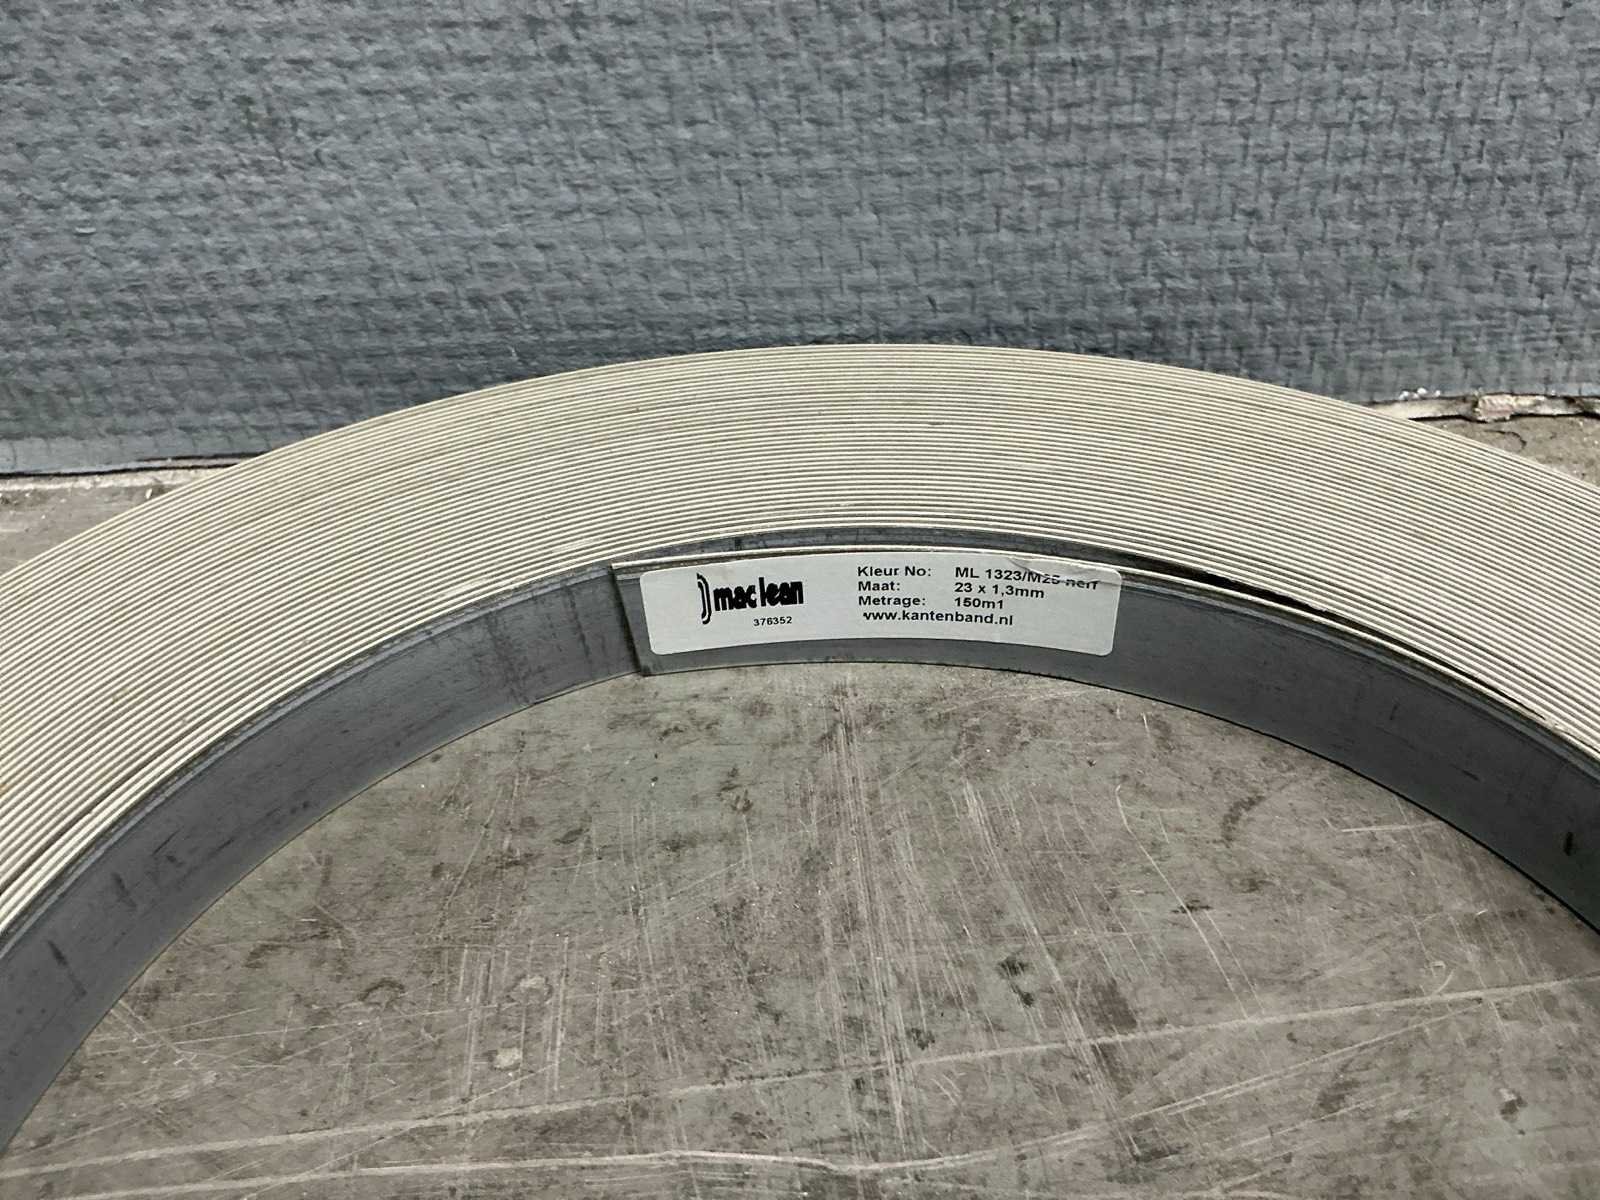 mac lean
376352
Kleur No: ML 1323/M25
Maat: 23 x 1,3mm
Metrage: 150m1
www.kantenband.nl